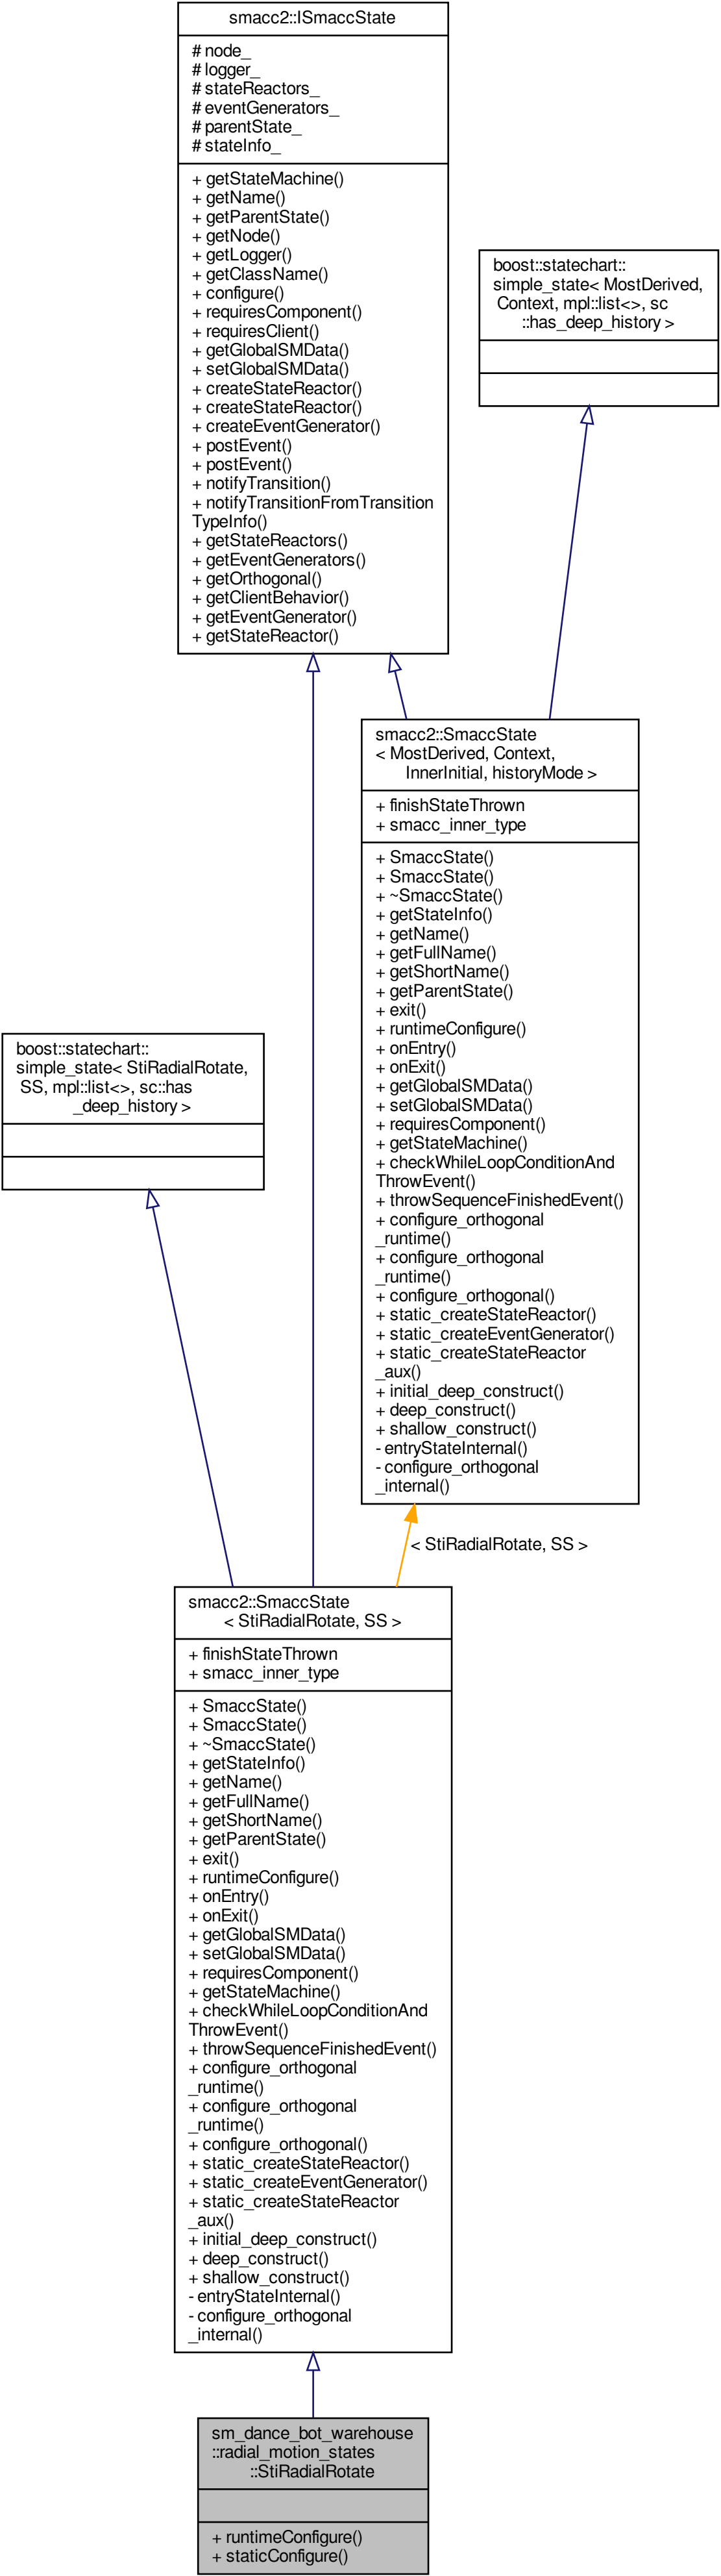 smacc2::ISmaccState
# node_
# logger_
# stateReactors_
# eventGenerators_
# parentState_
# stateInfo_
+ getStateMachine()
+ getName()
+ getParentState()
+ getNode()
+ getLogger()
+ getClassName()
+ configure()
+ requiresComponent()
+ requiresClient()
+ getGlobalSMData()
+ setGlobalSMData()
+ createStateReactor()
+ createStateReactor()
+ createEventGenerator()
+ postEvent()
+ postEvent()
+ notifyTransition()
+ notifyTransitionFromTransition
TypeInfo()
+ getStateReactors()
+ getEventGenerators()
+ getOrthogonal()
+ getClientBehavior()
+ getEventGenerator()
+ getStateReactor()
boost::statechart::
simple_state< MostDerived,
Context, mpl::list<>, sc
::has_deep_history >
smacc2::SmaccState
< MostDerived, Context,
InnerInitial, historyMode >
+ finishStateThrown
+ smacc_inner_type
+ SmaccState()
+ SmaccState()
+ ~SmaccState()
+ getStateInfo()
+ getName()
+ getFullName()
+ getShortName()
+ getParentState()
+ exit()
+ runtimeConfigure()
+ onEntry()
+ onExit()
+ getGlobalSMData()
+ setGlobalSMData()
+ requiresComponent()
+ getStateMachine()
+ checkWhileLoopConditionAnd
ThrowEvent()
+ throwSequenceFinishedEvent()
+ configure_orthogonal
_runtime()
+ configure_orthogonal
_runtime()
+ configure_orthogonal()
+ static_createStateReactor()
+ static_createEventGenerator()
+ static_createStateReactor
_aux()
+ initial_deep_construct()
+ deep_construct()
+ shallow_construct()
- entryStateInternal()
- configure_orthogonal
_internal()
boost::statechart::
simple_state< StiRadialRotate,
SS, mpl::list<>, sc::has
_deep_history >
< StiRadialRotate, SS >
smacc2::SmaccState
< StiRadialRotate, SS >
+ finishStateThrown
+ smacc_inner_type
+ SmaccState()
+ SmaccState()
+ ~SmaccState()
+ getStateInfo()
+ getName()
+ getFullName()
+ getShortName()
+ getParentState()
+ exit()
+ runtimeConfigure()
+ onEntry()
+ onExit()
+ getGlobalSMData()
+ setGlobalSMData()
+ requiresComponent()
+ getStateMachine()
+ checkWhileLoopConditionAnd
ThrowEvent()
+ throwSequenceFinishedEvent()
+ configure_orthogonal
_runtime()
+ configure_orthogonal
_runtime()
+ configure_orthogonal()
+ static_createStateReactor()
+ static_createEventGenerator()
+ static_createStateReactor
_aux()
+ initial_deep_construct()
+ deep_construct()
+ shallow_construct()
- entryStateInternal()
- configure_orthogonal
_internal()
sm_dance_bot_warehouse
::radial_motion_states
::StiRadialRotate
+ runtimeConfigure()
+ staticConfigure()